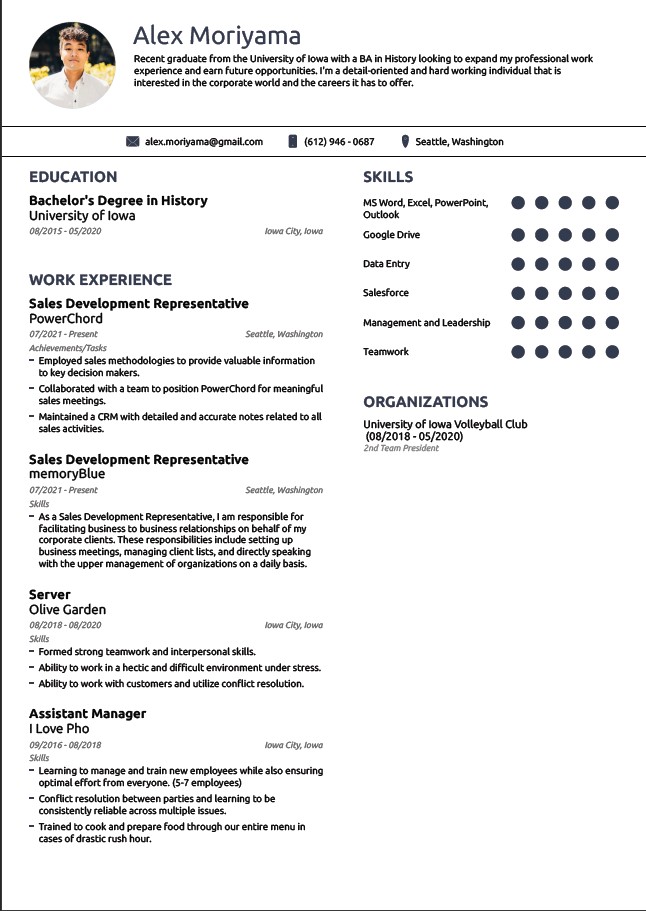 Alex Moriyama
Recent graduate from the University of Iowa with a BA in History looking to expand my professional work
experience and earn future opportunities. I'm a detail-oriented and hard working individual that is
interested in the corporate world and the careers it has to offer.
alex.moriyama@gmail.com (612) 946 - 0687 Seattle, Washington
EDUCATION
Bachelor's Degree in History
University of Iowa
08/2015 - 05/2020 Iowa City, Iowa
WORK EXPERIENCE
Sales Development Representative
PowerChord
07/2021 - Present Seattle, Washington
Achievements/Tasks
– Employed sales methodologies to provide valuable information
to key decision makers.
– Collaborated with a team to position PowerChord for meaningful
sales meetings.
– Maintained a CRM with detailed and accurate notes related to all
sales activities.
Sales Development Representative
memoryBlue
07/2021 - Present Seattle, Washington
Skills
– As a Sales Development Representative, I am responsible for
facilitating business to business relationships on behalf of my
corporate clients. These responsibilities include setting up
business meetings, managing client lists, and directly speaking
with the upper management of organizations on a daily basis.
Server
Olive Garden
08/2018 - 08/2020 Iowa City, Iowa
Skills
– Formed strong teamwork and interpersonal skills.
– Ability to work in a hectic and difficult environment under stress.
– Ability to work with customers and utilize conflict resolution.
Assistant Manager
I Love Pho
09/2016 - 08/2018 Iowa City, Iowa
Skills
– Learning to manage and train new employees while also ensuring
optimal effort from everyone. (5-7 employees)
– Conflict resolution between parties and learning to be
consistently reliable across multiple issues.
– Trained to cook and prepare food through our entire menu in
cases of drastic rush hour.
SKILLS
MS Word, Excel, PowerPoint,
Outlook
Google Drive
Data Entry
Salesforce
Management and Leadership
Teamwork
ORGANIZATIONS
University of Iowa Volleyball Club
(08/2018 - 05/2020)
2nd Team President